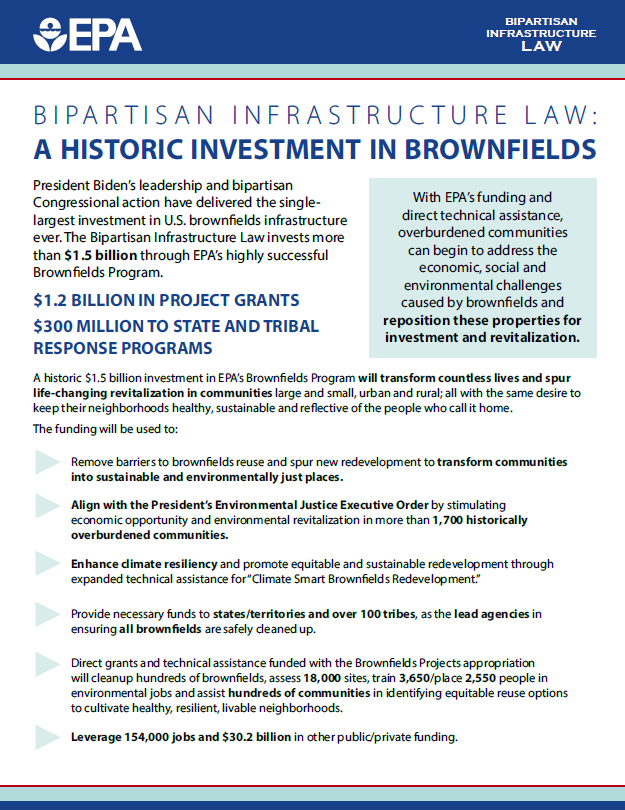 EPA
BIPARTISAN
INFRASTRUCTURE
LAW
BIPARTISAN INFRASTRUCTURE LAW:
A HISTORIC INVESTMENT IN BROWNFIELDS
President Biden's leadership and bipartisan
Congressional action have delivered the single-
largest investment in U.S. brownfields infrastructure
ever. The Bipartisan Infrastructure Law invests more
than $1.5 billion through EPA's highly successful
Brownfields Program.
$1.2 BILLION IN PROJECT GRANTS
$300 MILLION TO STATE AND TRIBAL
RESPONSE PROGRAMS
With EPA's funding and
direct technical assistance,
overburdened communities
can begin to address the
economic, social and
environmental challenges
caused by brownfields and
reposition these properties for
investment and revitalization.
A historic $1.5 billion investment in EPA's Brownfields Program will transform countless lives and spur
life-changing revitalization in communities large and small, urban and rural; all with the same desire to
keep their neighborhoods healthy, sustainable and reflective of the people who call it home.
The funding will be used to:
Remove barriers to brownfields reuse and spur new redevelopment to transform communities
into sustainable and environmentally just places.
Align with the President's Environmental Justice Executive Order by stimulating
economic opportunity and environmental revitalization in more than 1,700 historically
overburdened communities.
Enhance climate resiliency and promote equitable and sustainable redevelopment through
expanded technical assistance for "Climate Smart Brownfields Redevelopment."
Provide necessary funds to states/territories and over 100 tribes, as the lead agencies in
ensuring all brownfields are safely cleaned up.
Direct grants and technical assistance funded with the Brownfields Projects appropriation
will cleanup hundreds of brownfields, assess 18,000 sites, train 3,650/place 2,550 people in
environmental jobs and assist hundreds of communities in identifying equitable reuse options
to cultivate healthy, resilient, livable neighborhoods.
Leverage 154,000 jobs and $30.2 billion in other public/private funding.